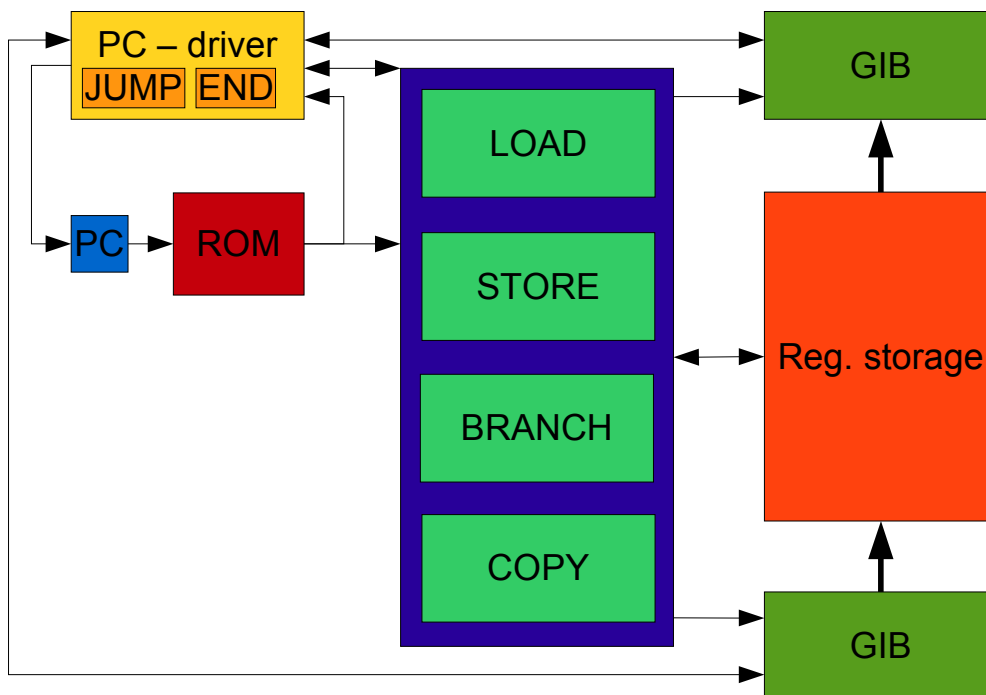 PC – driver
JUMP END
GIB
LOAD
PC
ROM
STORE
Reg. storage
BRANCH
COPY
GIB